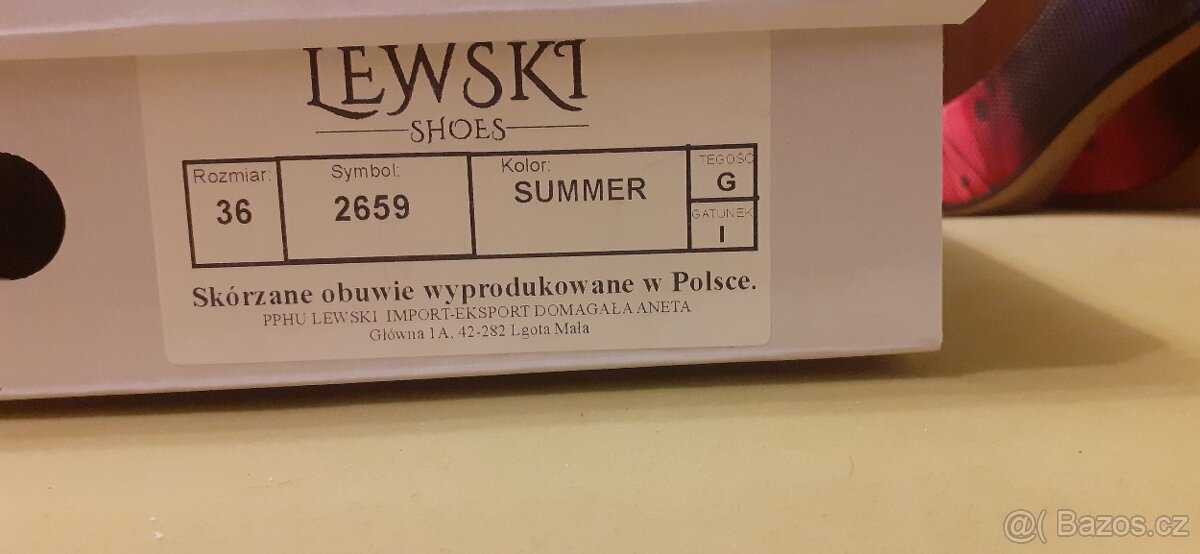 LEWSKI
SHOES
Rozmiar:
36
Symbol:
2659
Kolor:
SUMMER
TEGOŚĆ
G
GATUNEK
I
Skórzane obuwie wyprodukowane w Polsce.
PPHU LEWSKI IMPORT-EKSPORT DOMAGAŁA ANETA
Główna 1A, 42-282 Lgota Mała
@( Bazos.cz